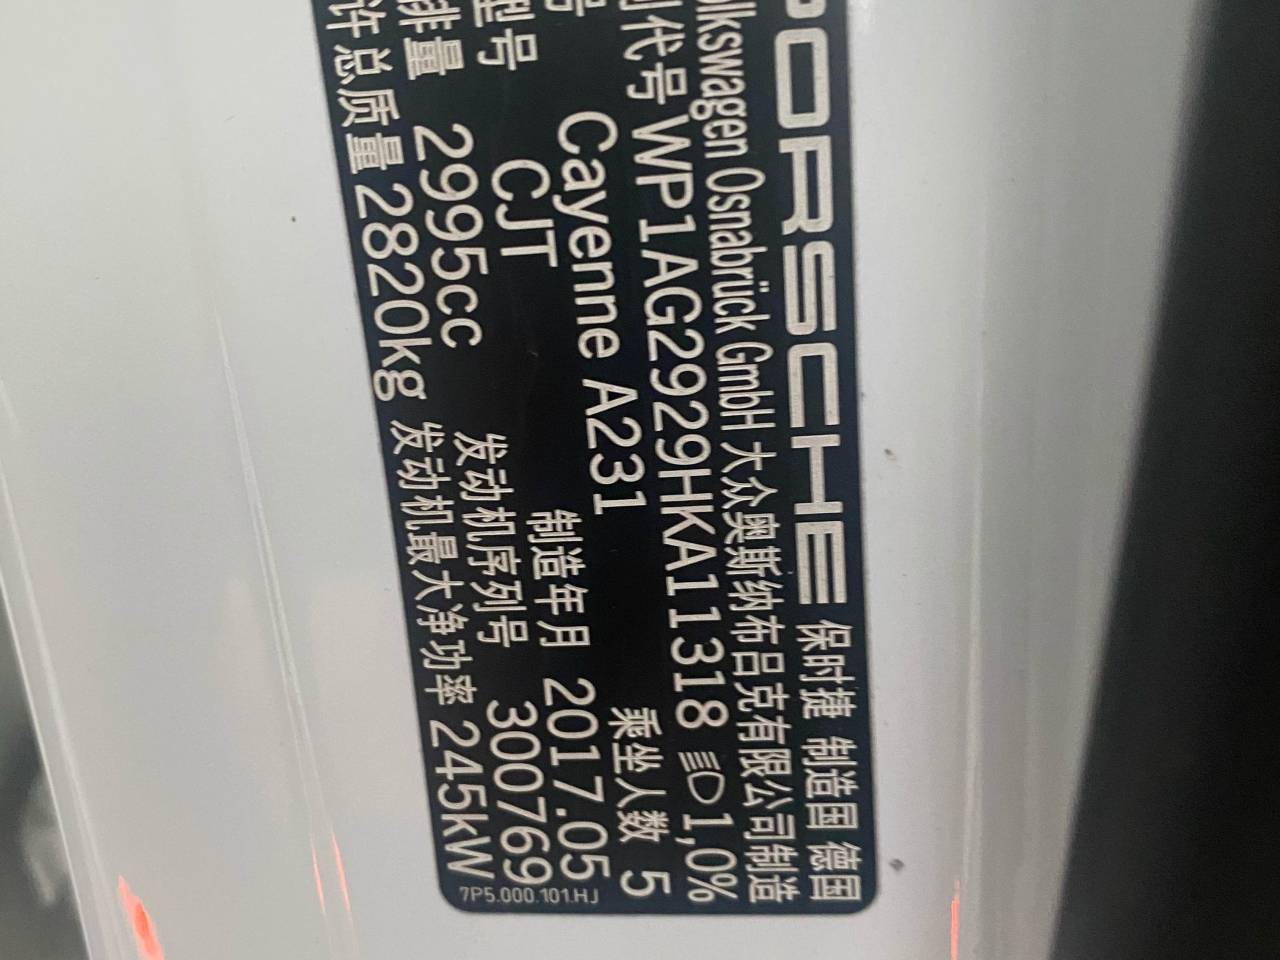 PORSCHE 保时捷 制造国 德国
olkswagen Osnabrück GmbH 大众奥斯纳布吕克有限公司制造
代号 WP1AG2929HKA11318 1,0%
号 Cayenne A231 乘坐人数 5
型号 CJT 制造年月 2017.05
排量 2995cc 发动机序列号 300769
许总质量 2820kg 发动机最大净功率 245kW
7P5.000.101.HJ